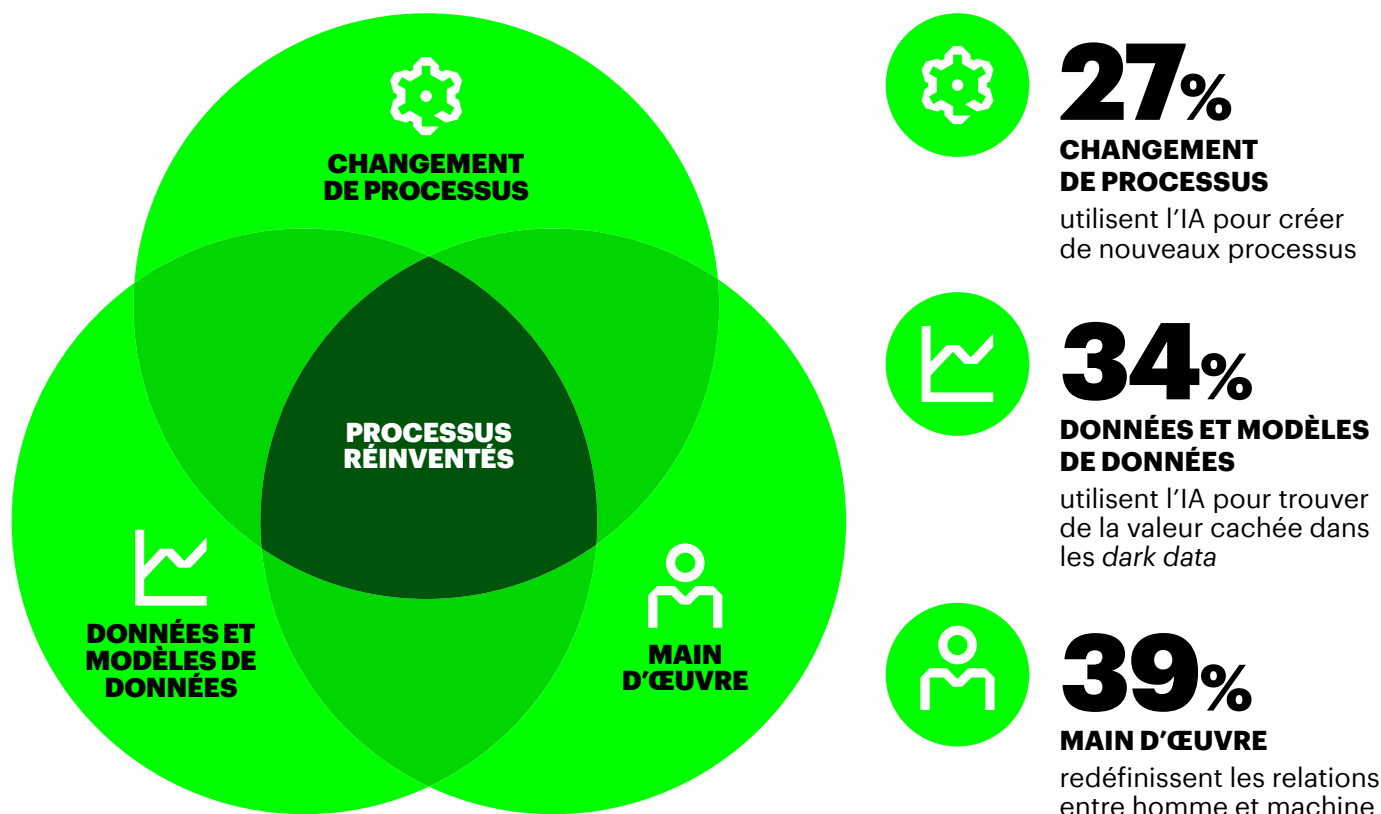 CHANGEMENT
DE PROCESSUS
PROCESSUS
RÉINVENTÉS
DONNÉES ET
MODÈLES DE
DONNÉES
MAIN
D'ŒUVRE
27%
CHANGEMENT
DE PROCESSUS
utilisent l'IA pour créer
de nouveaux processus
34%
DONNÉES ET MODÈLES
DE DONNÉES
utilisent l'IA pour trouver
de la valeur cachée dans
les dark data
39%
MAIN D'ŒUVRE
redéfinissent les relations
entre homme et machine